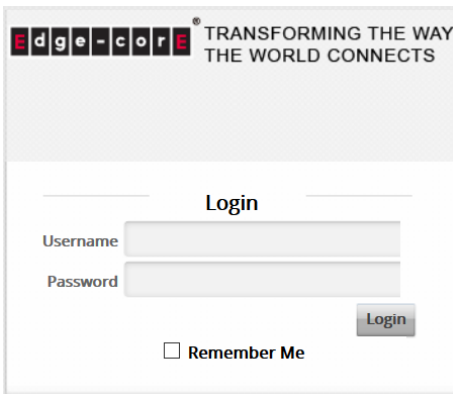 Edge-corE® TRANSFORMING THE WAY
THE WORLD CONNECTS
Login
Username
Password
Login
Remember Me